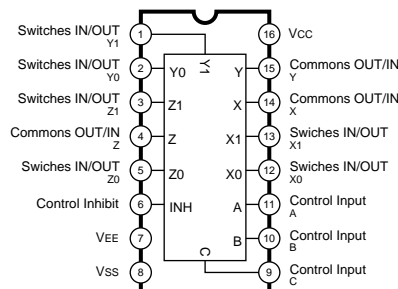 Switches IN/OUT
Y1
Switches IN/OUT
Y0
Switches IN/OUT
Z1
Commons OUT/IN
Z
Swiches IN/OUT
Z0
Control Inhibit
VEE
VSS
1
2
3
4
5
6
7
8
Y1
Y0
Z1
Z
Z0
INH
C
Y
X
X1
X0
A
B
16
15
14
13
12
11
10
9
VCC
Commons OUT/IN
Y
Commons OUT/IN
X
Swiches IN/OUT
X1
Swiches IN/OUT
X0
Control Input
A
Control Input
B
Control Input
C